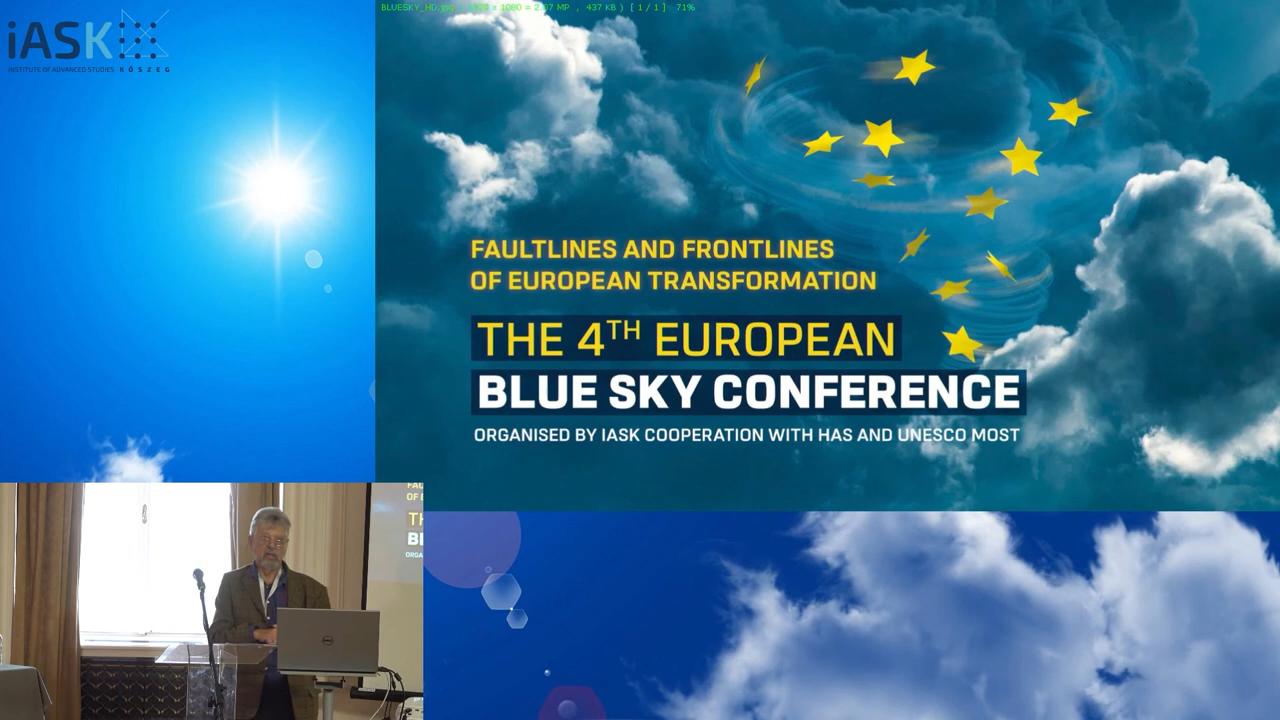 iASK
INSTITUTE OF ADVANCED STUDIES KŐSZEG
FAULTLINES AND FRONTLINES
OF EUROPEAN TRANSFORMATION
THE 4TH EUROPEAN
BLUE SKY CONFERENCE
ORGANISED BY IASK COOPERATION WITH HAS AND UNESCO MOST
DELL